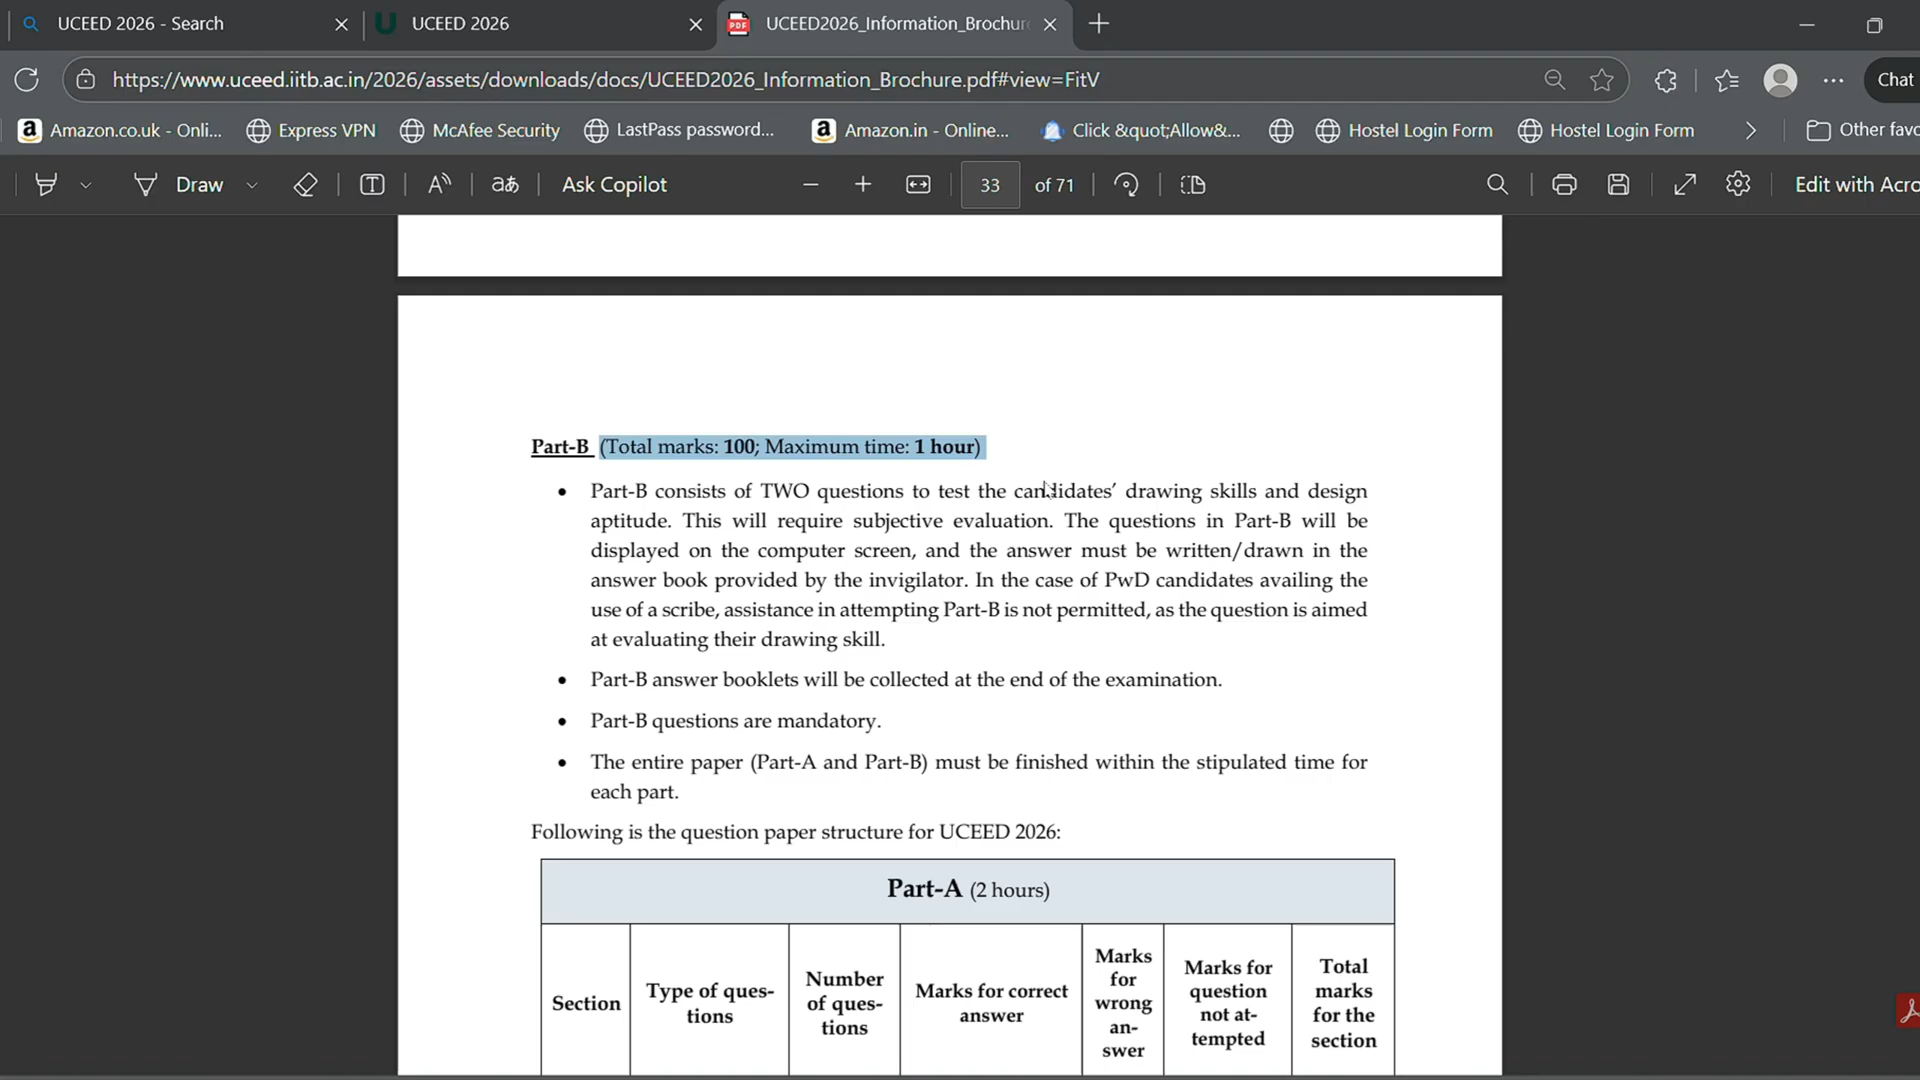 UCEED 2026 - Search
UCEED 2026
UCEED2026_Information_Brochure
https://www.uceed.iitb.ac.in/2026/assets/downloads/docs/UCEED2026_Information_Brochure.pdf#view=FitV
Chat
Amazon.co.uk - Onli...
Express VPN
McAfee Security
LastPass password...
Amazon.in - Online...
Click &quot;Allow&...
Hostel Login Form
Hostel Login Form
Other favo
Draw
Ask Copilot
33 of 71
Edit with Acro
Part-B (Total marks: 100; Maximum time: 1 hour)
• Part-B consists of TWO questions to test the candidates’ drawing skills and design
aptitude. This will require subjective evaluation. The questions in Part-B will be
displayed on the computer screen, and the answer must be written/drawn in the
answer book provided by the invigilator. In the case of PwD candidates availing the
use of a scribe, assistance in attempting Part-B is not permitted, as the question is aimed
at evaluating their drawing skill.
• Part-B answer booklets will be collected at the end of the examination.
• Part-B questions are mandatory.
• The entire paper (Part-A and Part-B) must be finished within the stipulated time for
each part.
Following is the question paper structure for UCEED 2026:
Part-A (2 hours)
Section
Type of ques-
tions
Number
of ques-
tions
Marks for correct
answer
Marks
for
wrong
an-
swer
Marks for
question
not at-
tempted
Total
marks
for the
section